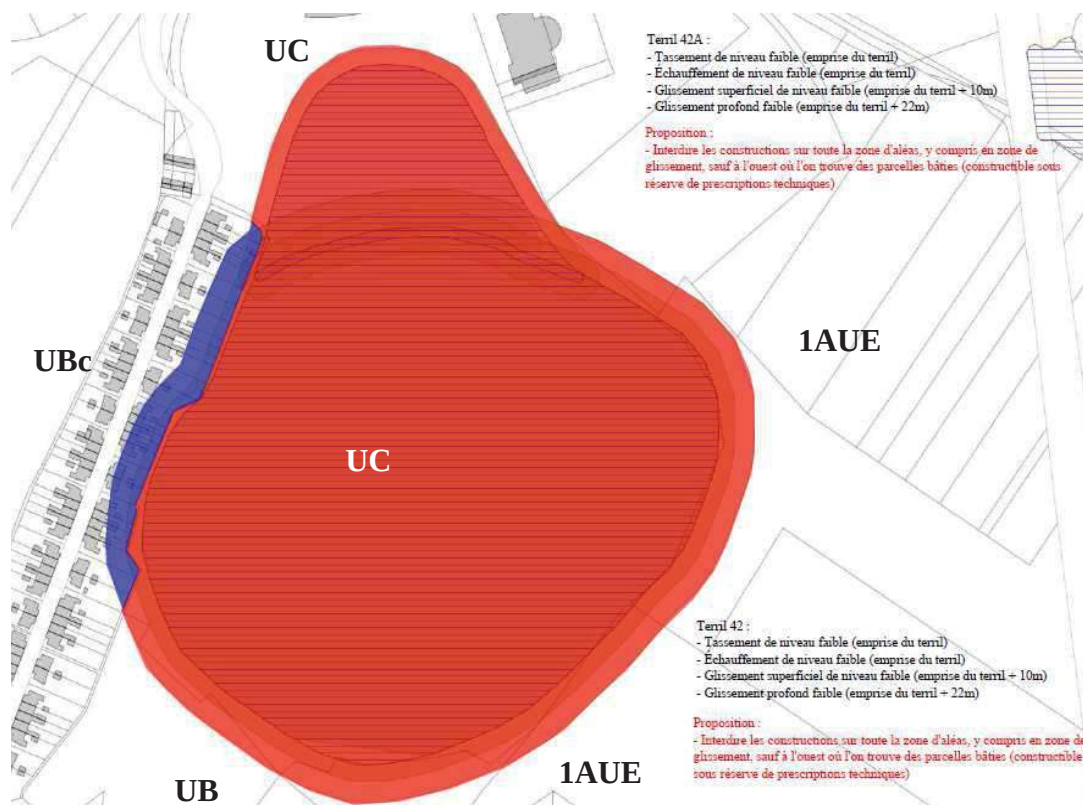 UC
Terril 42A :
- Tassement de niveau faible (emprise du terril)
- Échauffement de niveau faible (emprise du terril)
- Glissement superficiel de niveau faible (emprise du terril + 10m)
- Glissement profond faible (emprise du terril + 22m)
Proposition :
- Interdire les constructions sur toute la zone d'aléas, y compris en zone de
glissement, sauf à l'ouest où l'on trouve des parcelles bâties (constructible sous
réserve de prescriptions techniques)
UBc
1AUE
UC
Terril 42 :
- Tassement de niveau faible (emprise du terril)
- Échauffement de niveau faible (emprise du terril)
- Glissement superficiel de niveau faible (emprise du terril + 10m)
- Glissement profond faible (emprise du terril + 22m)
Proposition :
- Interdire les constructions sur toute la zone d'aléas, y compris en zone de
glissement, sauf à l'ouest où l'on trouve des parcelles bâties (constructible
sous réserve de prescriptions techniques)
1AUE
UB